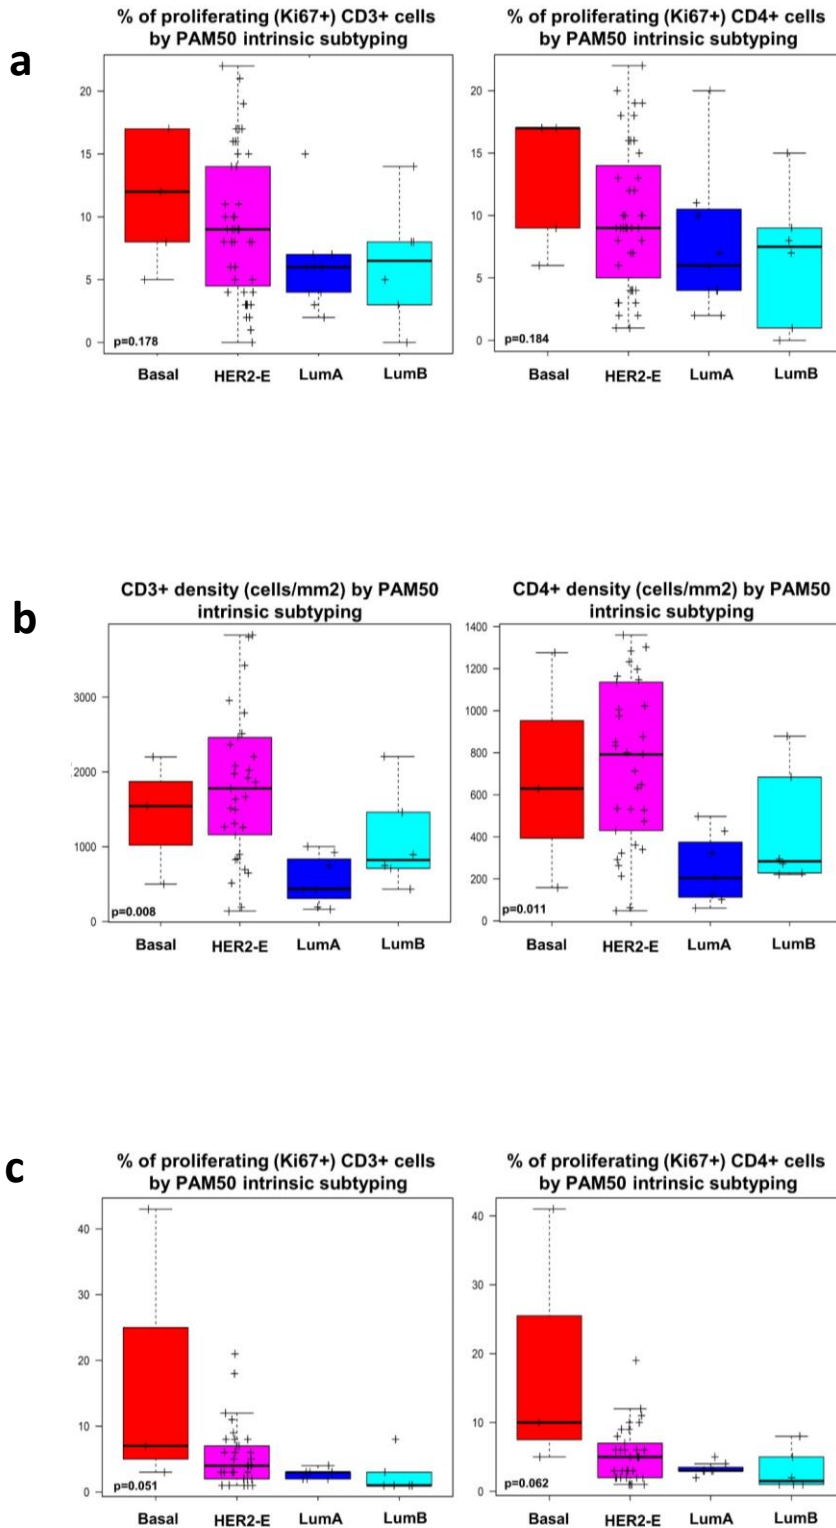 a
% of proliferating (Ki67+) CD3+ cells
by PAM50 intrinsic subtyping
20
15
10
5
0
p=0.178
Basal HER2-E LumA LumB
% of proliferating (Ki67+) CD4+ cells
by PAM50 intrinsic subtyping
20
15
10
5
0
p=0.184
Basal HER2-E LumA LumB
b
CD3+ density (cells/mm2) by PAM50
intrinsic subtyping
3000
2000
1000
0
p=0.008
Basal HER2-E LumA LumB
CD4+ density (cells/mm2) by PAM50
intrinsic subtyping
1400
1200
1000
800
600
400
200
0
p=0.011
Basal HER2-E LumA LumB
c
% of proliferating (Ki67+) CD3+ cells
by PAM50 intrinsic subtyping
40
30
20
10
0
p=0.051
Basal HER2-E LumA LumB
% of proliferating (Ki67+) CD4+ cells
by PAM50 intrinsic subtyping
40
30
20
10
0
p=0.062
Basal HER2-E LumA LumB